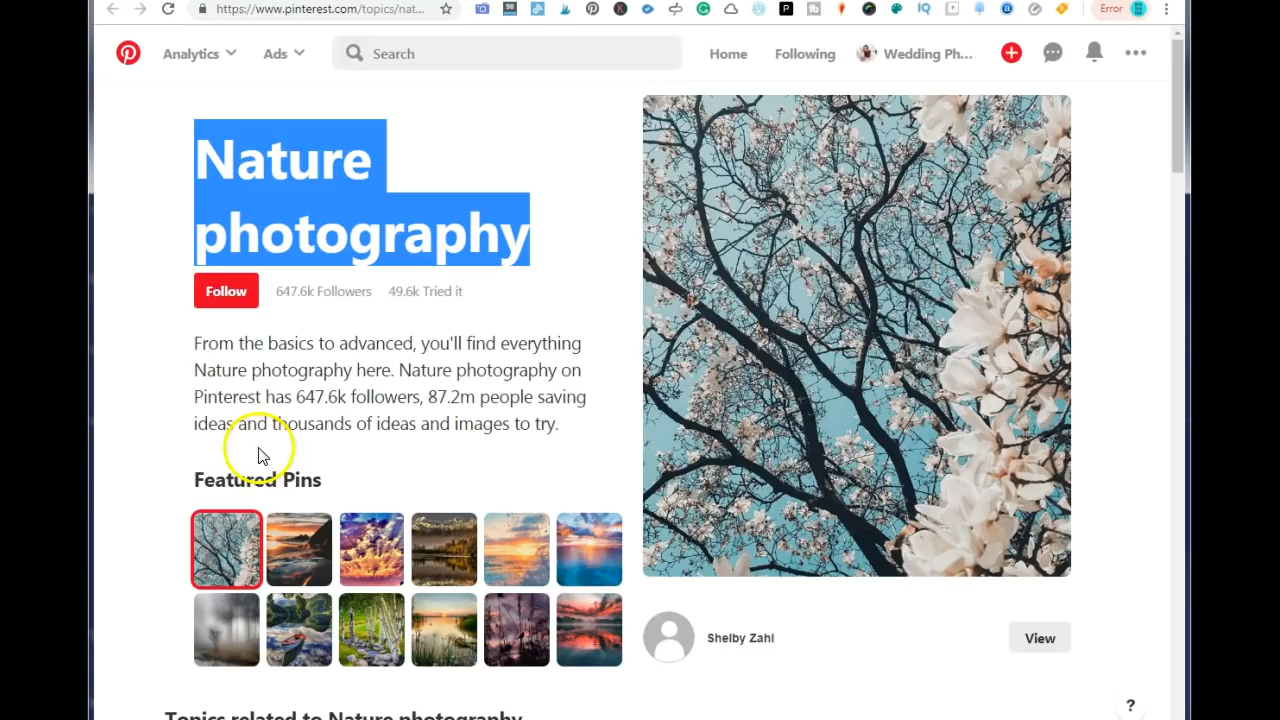 https://www.pinterest.com/topics/nat...
Error
Analytics
Ads
Search
Home
Following
Wedding Ph...
Nature
photography
Follow
647.6k Followers
49.6k Tried it
From the basics to advanced, you'll find everything
Nature photography here. Nature photography on
Pinterest has 647.6k followers, 87.2m people saving
ideas and thousands of ideas and images to try.
Featured Pins
Shelby Zahl
View
?
Topics related to Nature photography